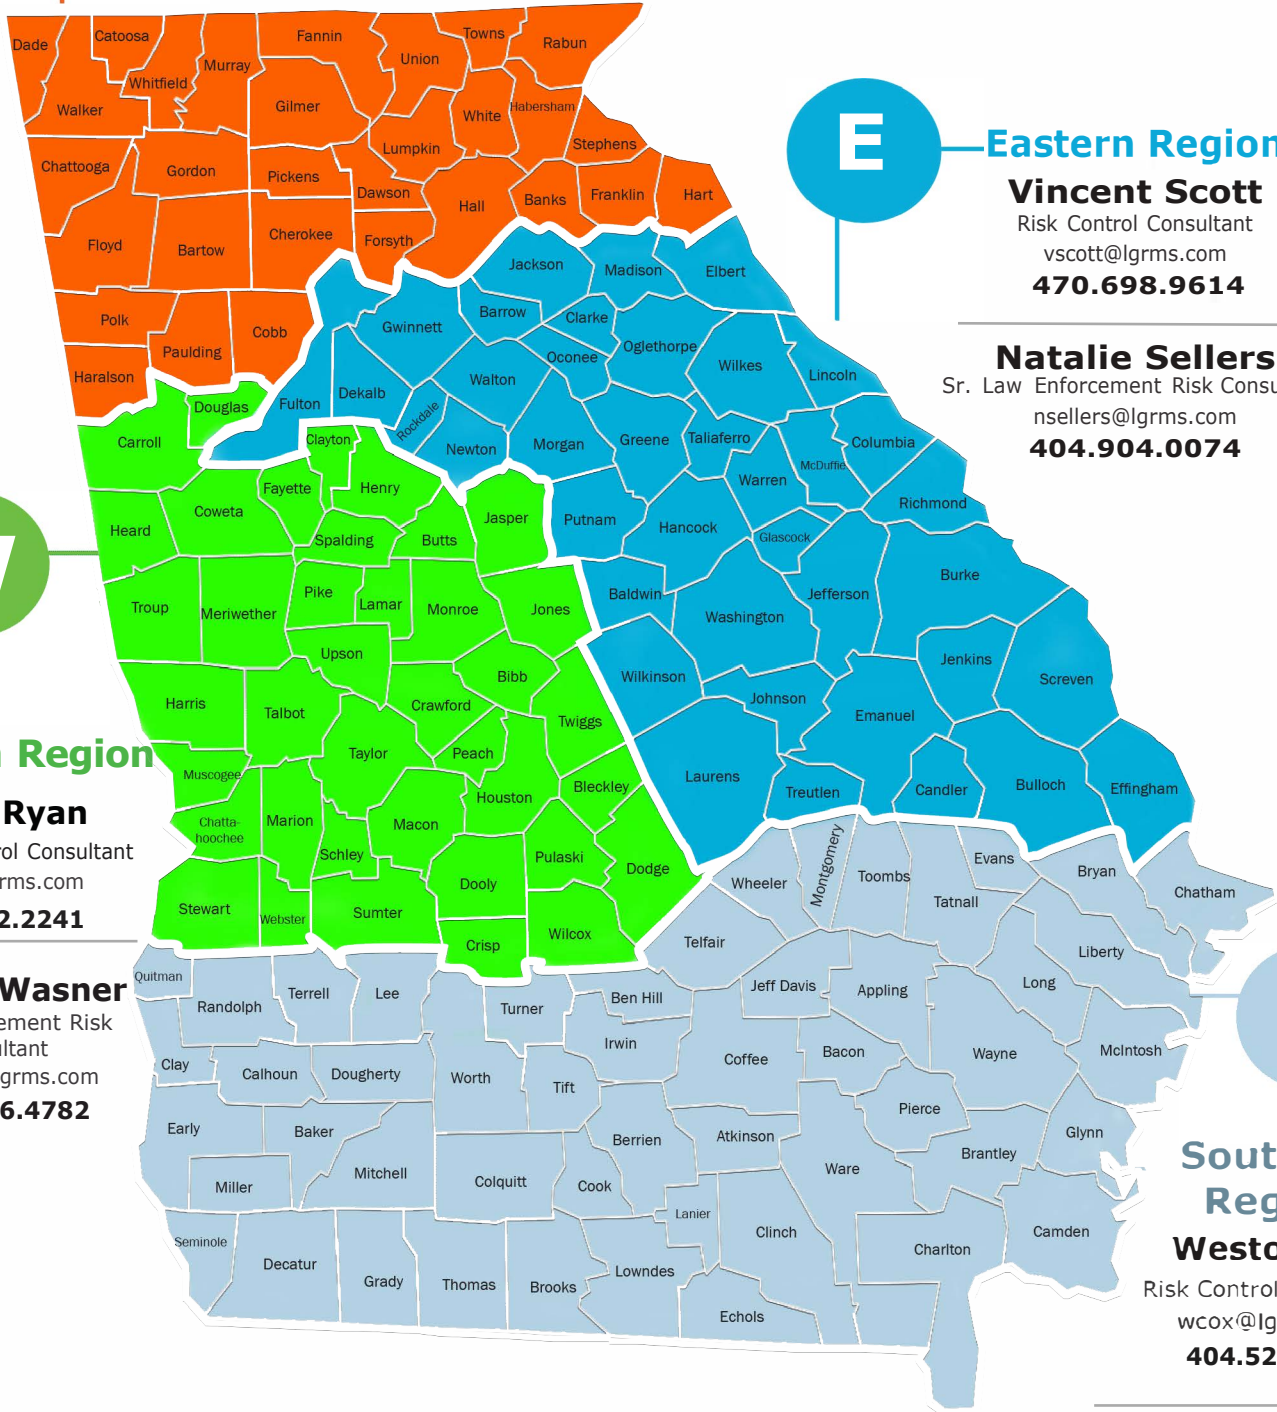 Dade
Catoosa
Fannin
Towns
Rabun
Union
Murray
Whitfield
Walker
Gilmer
White
Habersham
Lumpkin
Stephens
Chattooga
Gordon
Pickens
Dawson
Hall
Banks
Franklin
Hart
Floyd
Bartow
Cherokee
Forsyth
Polk
Paulding
Cobb
Haralson
E
Eastern Region
Vincent Scott
Risk Control Consultant
vscott@lgrms.com
470.698.9614
Natalie Sellers
Sr. Law Enforcement Risk Consu
nsellers@lgrms.com
404.904.0074
Jackson
Madison
Elbert
Gwinnett
Barrow
Clarke
Oconee
Oglethorpe
Wilkes
Lincoln
Walton
Dekalb
Fulton
Rockdale
Newton
Morgan
Greene
Taliaferro
Columbia
McDuffie
Warren
Richmond
Putnam
Hancock
Glascock
Burke
Baldwin
Washington
Jefferson
Jenkins
Screven
Wilkinson
Johnson
Emanuel
Laurens
Treutlen
Candler
Bulloch
Effingham
Douglas
Carroll
Clayton
Fayette
Henry
Coweta
Jasper
Heard
Spalding
Butts
Troup
Meriwether
Pike
Lamar
Monroe
Jones
Upson
Bibb
Harris
Talbot
Crawford
Twiggs
Taylor
Peach
Muscogee
Houston
Bleckley
Chatta-
hoochee
Marion
Macon
Schley
Pulaski
Dodge
Dooly
Stewart
Webster
Sumter
Crisp
Wilcox
Region
Ryan
rol Consultant
rms.com
2.2241
Wasner
ement Risk
ultant
grms.com
6.4782
Wheeler
Montgomery
Toombs
Evans
Tatnall
Bryan
Chatham
Telfair
Liberty
Quitman
Randolph
Terrell
Lee
Turner
Ben Hill
Jeff Davis
Appling
Long
Irwin
Clay
Calhoun
Dougherty
Worth
Tift
Coffee
Bacon
Wayne
McIntosh
Early
Baker
Berrien
Atkinson
Pierce
Glynn
Miller
Mitchell
Colquitt
Cook
Ware
Brantley
Seminole
Lanier
Clinch
Camden
Decatur
Grady
Thomas
Brooks
Lowndes
Charlton
Echols
Sout
Reg
Westo
Risk Control
wcox@lg
404.52